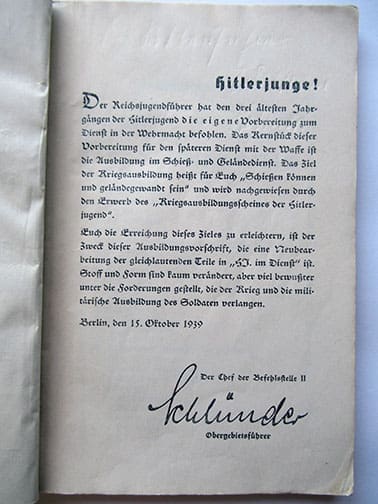 Hitlerjunge!
Der Reichsjugendführer hat den drei ältesten Jahr-
gängen der Hitlerjugend die eigene Vorbereitung zum
Dienst in der Wehrmacht befohlen. Das Kernstück dieser
Vorbereitung für den späteren Dienst mit der Waffe ist
die Ausbildung im Schieß- und Geländedienst. Das Ziel
der Kriegsausbildung heißt für Euch „Schießen können
und geländegewandt sein" und wird nachgewiesen durch
den Erwerb des „Kriegsausbildungsscheines der Hitler-
jugend".
Euch die Erreichung dieses Zieles zu erleichtern, ist der
Zweck dieser Ausbildungsvorschrift, die eine Neubear-
beitung der gleichlautenden Teile in „HJ. im Dienst" ist.
Stoff und Form sind kaum verändert, aber viel bewußter
unter die Forderungen gestellt, die der Krieg und die mili-
tärische Ausbildung des Soldaten verlangen.
Berlin, den 15. Oktober 1939
Der Chef der Befehlsstelle II
Schlünder
Obergebietsführer